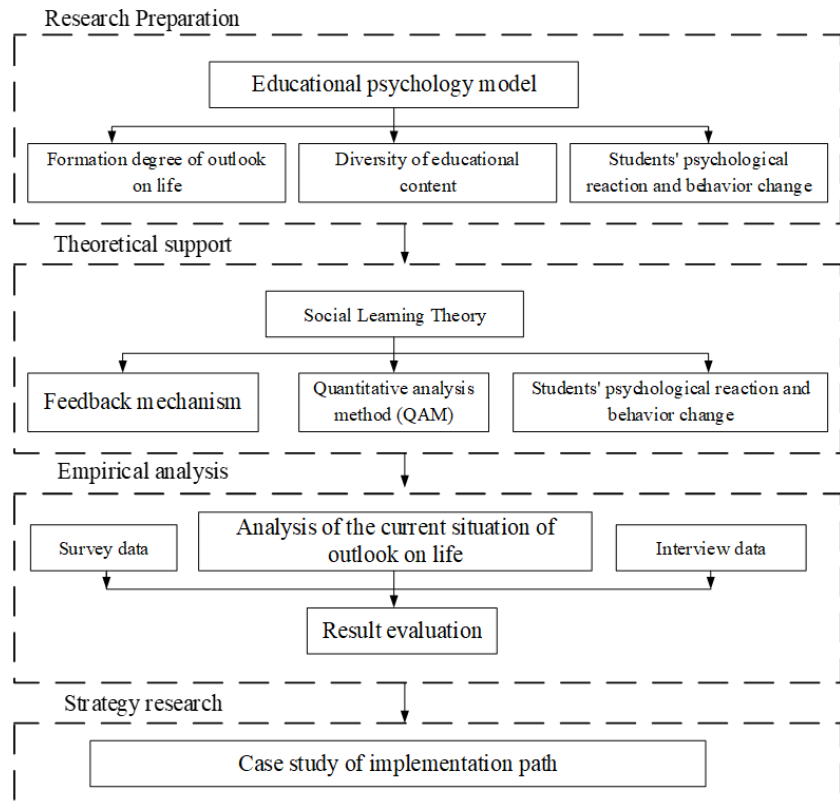 Research Preparation
Educational psychology model
Formation degree of outlook
on life
Diversity of educational
content
Students' psychological
reaction and behavior change
Theoretical support
Social Learning Theory
Feedback mechanism
Quantitative analysis
method (QAM)
Students' psychological reaction and
behavior change
Empirical analysis
Survey data
Analysis of the current situation of
outlook on life
Interview data
Result evaluation
Strategy research
Case study of implementation path